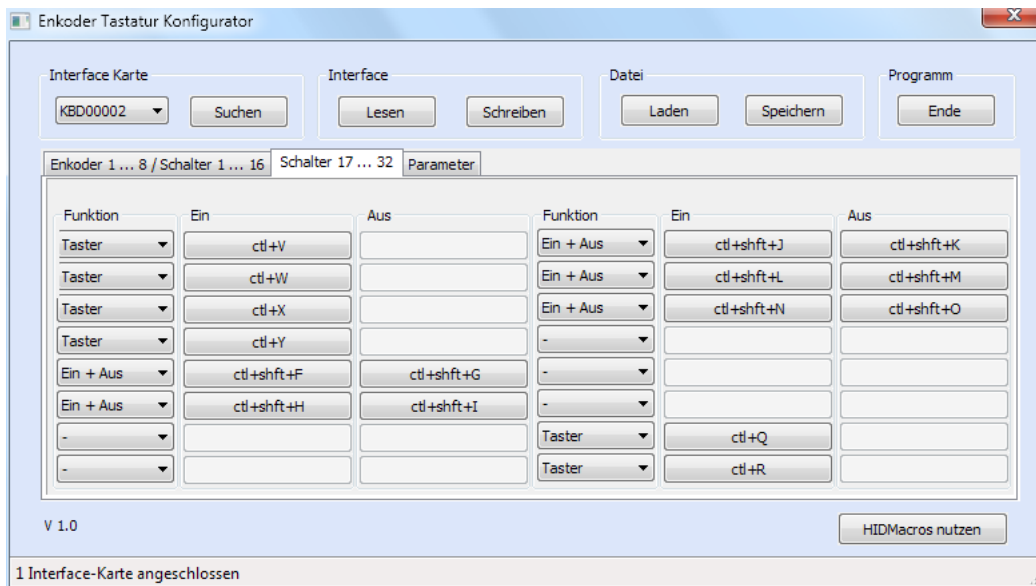 Enkoder Tastatur Konfigurator
X
Interface Karte Interface Datei Programm
KBD00002 Suchen Lesen Schreiben Laden Speichern Ende
Enkoder 1 ... 8 / Schalter 1 ... 16 Schalter 17 ... 32 Parameter
Funktion Ein Aus Funktion Ein Aus
Taster ctl+V Ein + Aus ctl+shft+J ctl+shft+K
Taster ctl+W Ein + Aus ctl+shft+L ctl+shft+M
Taster ctl+X Ein + Aus ctl+shft+N ctl+shft+O
Taster ctl+Y -
Ein + Aus ctl+shft+F ctl+shft+G -
Ein + Aus ctl+shft+H ctl+shft+I -
- Taster ctl+Q
- Taster ctl+R
V 1.0 HIDMacros nutzen
1 Interface-Karte angeschlossen